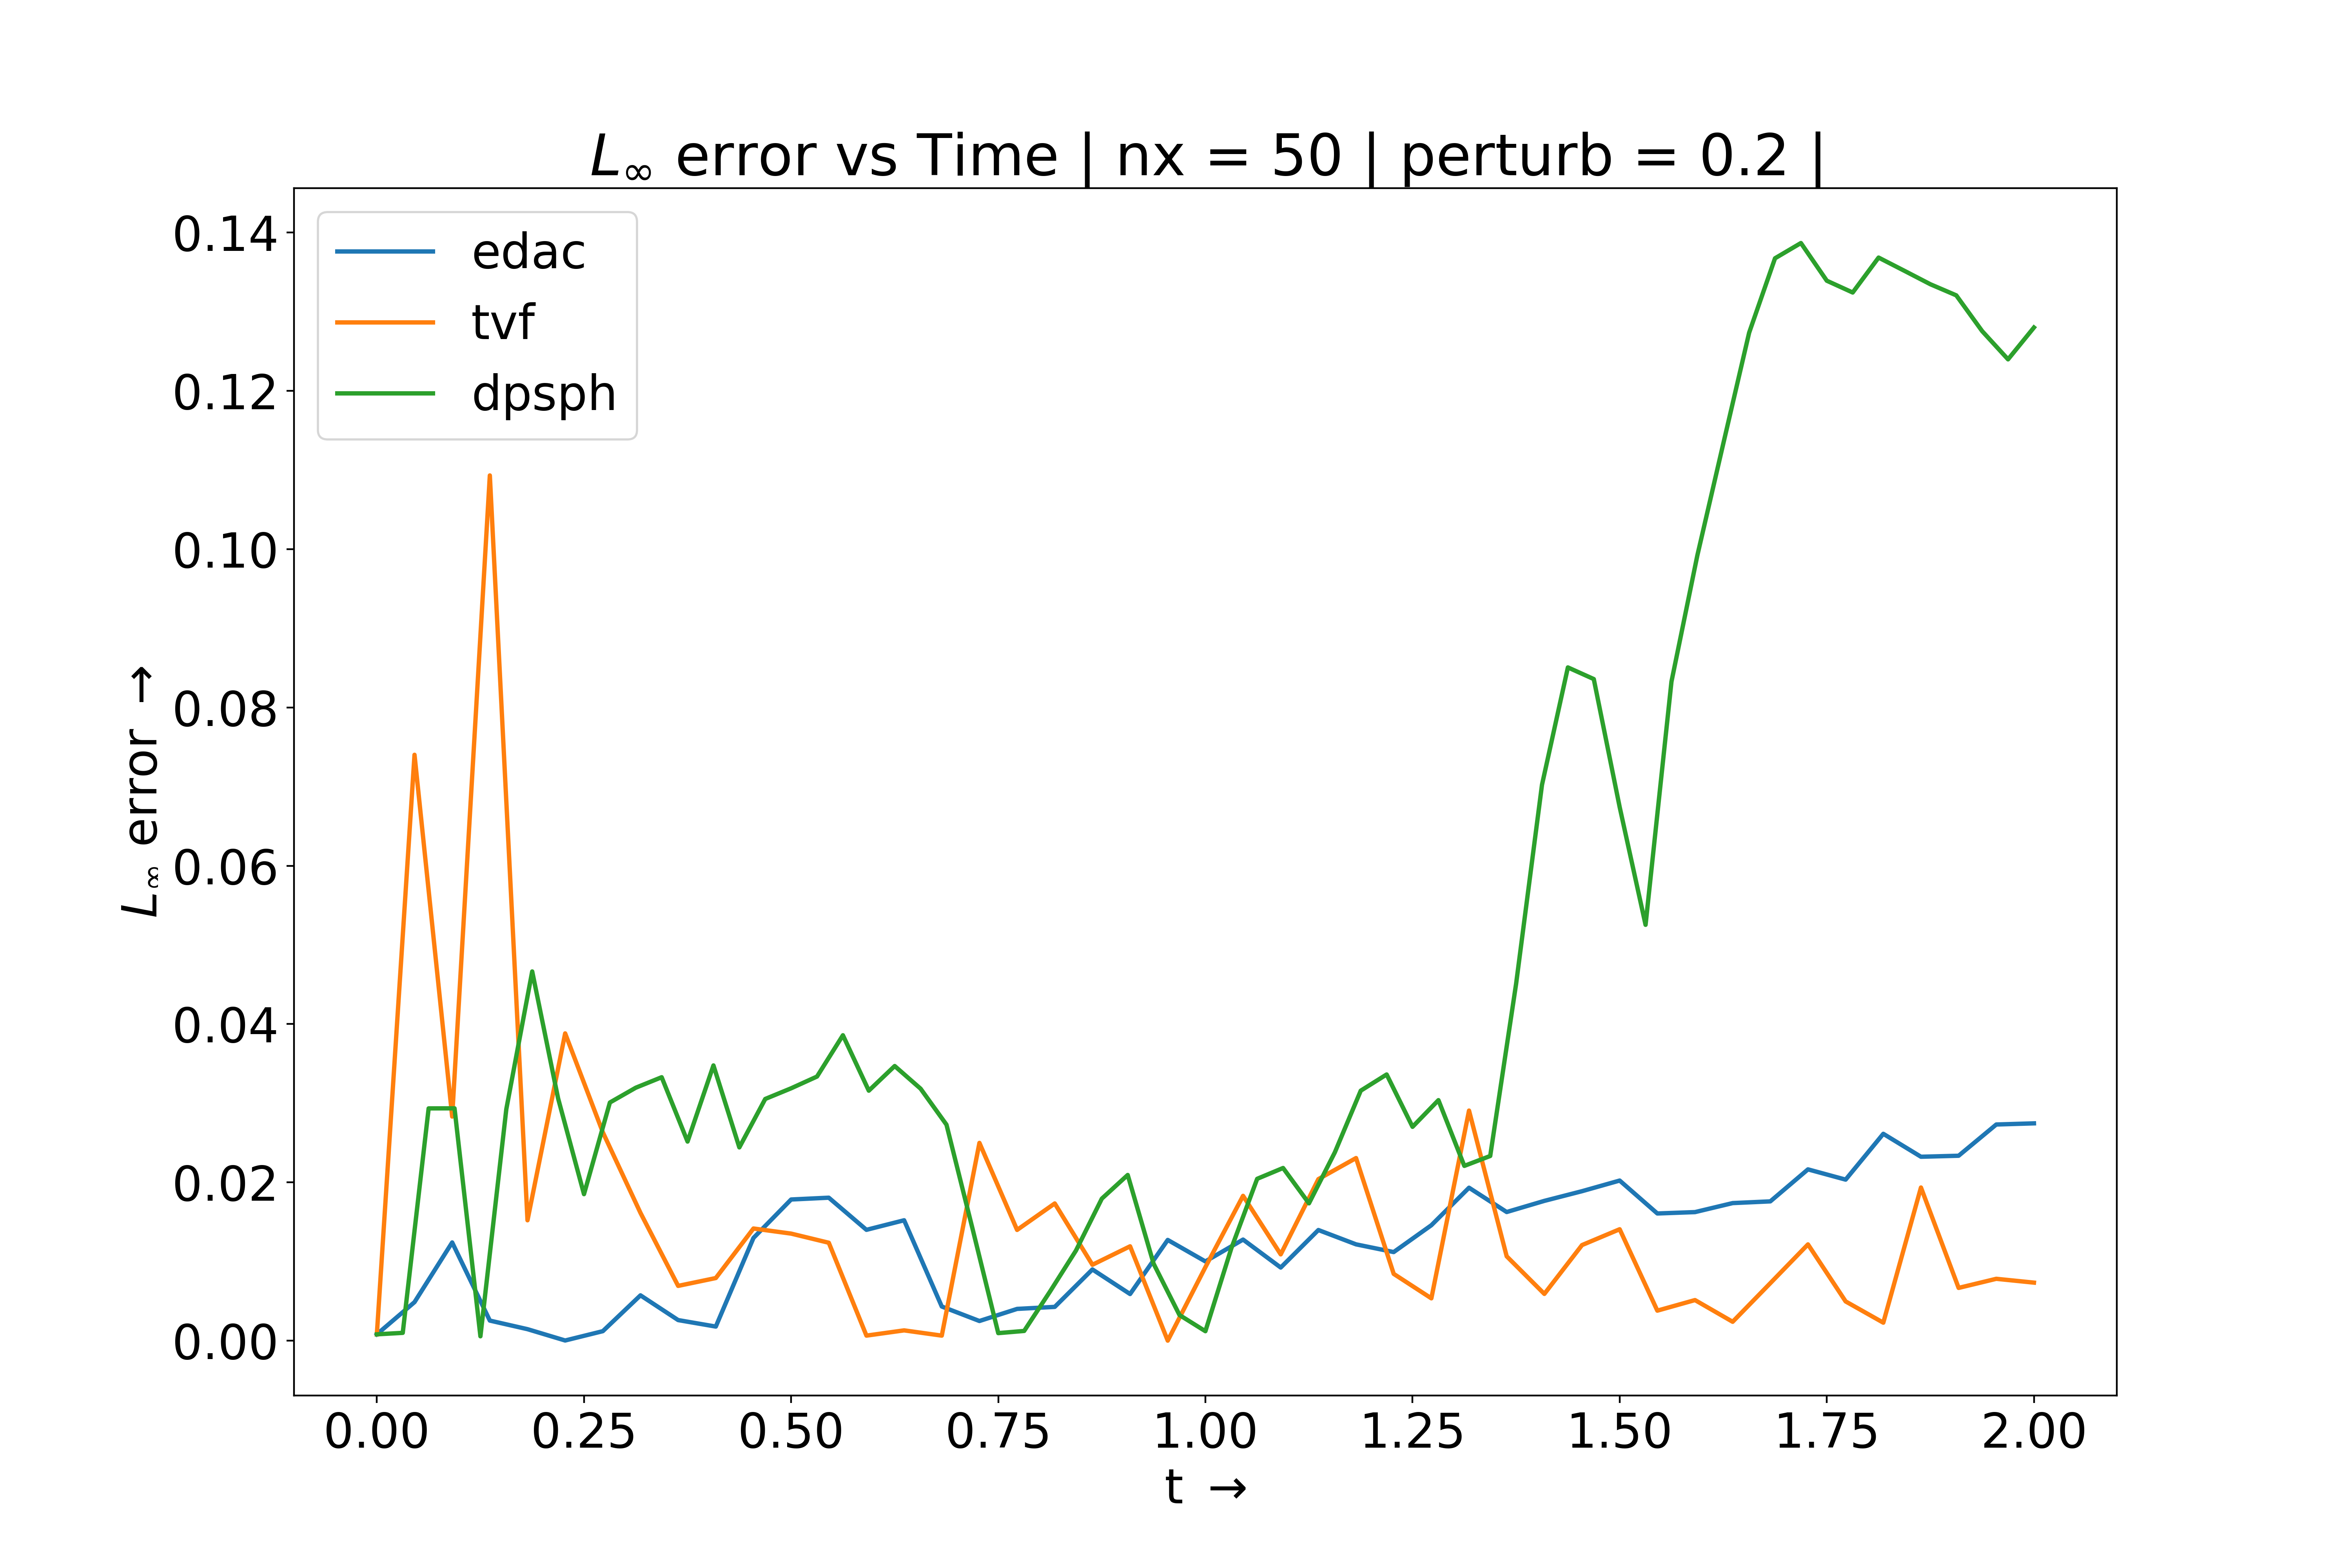 L∞ error vs Time | nx = 50 | perturb = 0.2 |
edac
tvf
dpsph
L∞ error →
0.14
0.12
0.10
0.08
0.06
0.04
0.02
0.00
0.00 0.25 0.50 0.75 1.00 1.25 1.50 1.75 2.00
t →